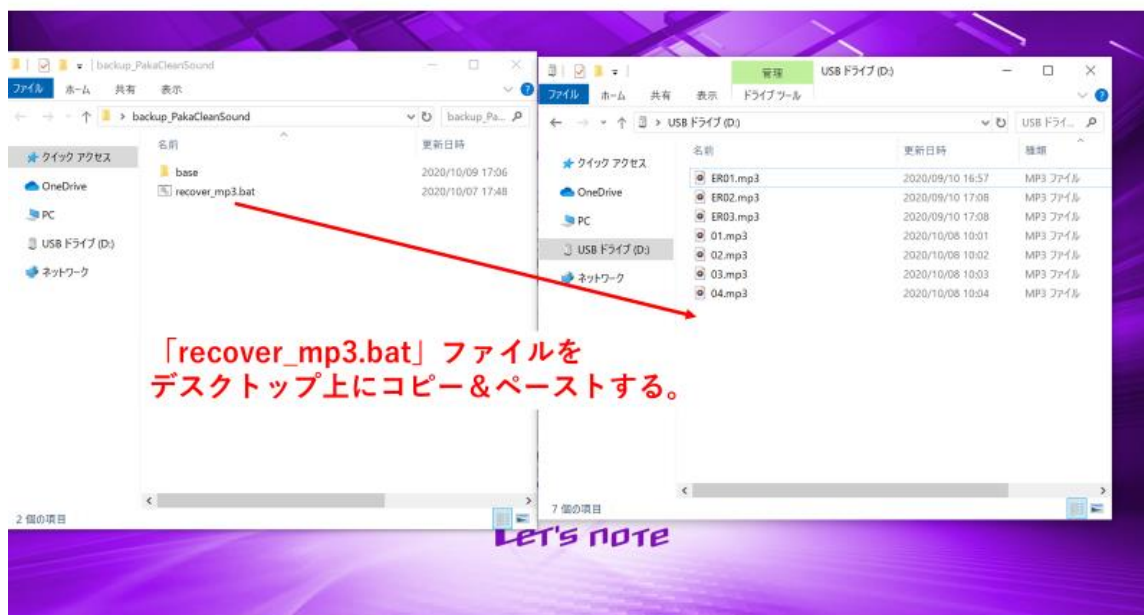 backup_PakaCleanSound
ファイル ホーム 共有 表示
backup_PakaCleanSound backup_Pa...
名前 更新日時
クイック アクセス
OneDrive
PC
USB ドライブ (D:)
ネットワーク
base 2020/10/09 17:06
recover_mp3.bat 2020/10/07 17:48
2 個の項目
管理 USB ドライブ (D:)
ファイル ホーム 共有 表示 ドライブ ツール
USB ドライブ (D:) USB ドライ...
名前 更新日時 種類
クイック アクセス
OneDrive
PC
USB ドライブ (D:)
ネットワーク
ER01.mp3 2020/09/10 16:57 MP3 ファイル
ER02.mp3 2020/09/10 17:08 MP3 ファイル
ER03.mp3 2020/09/10 17:08 MP3 ファイル
01.mp3 2020/10/08 10:01 MP3 ファイル
02.mp3 2020/10/08 10:02 MP3 ファイル
03.mp3 2020/10/08 10:03 MP3 ファイル
04.mp3 2020/10/08 10:04 MP3 ファイル
7 個の項目
「recover_mp3.bat」ファイルを
デスクトップ上にコピー＆ペーストする。
Let's note